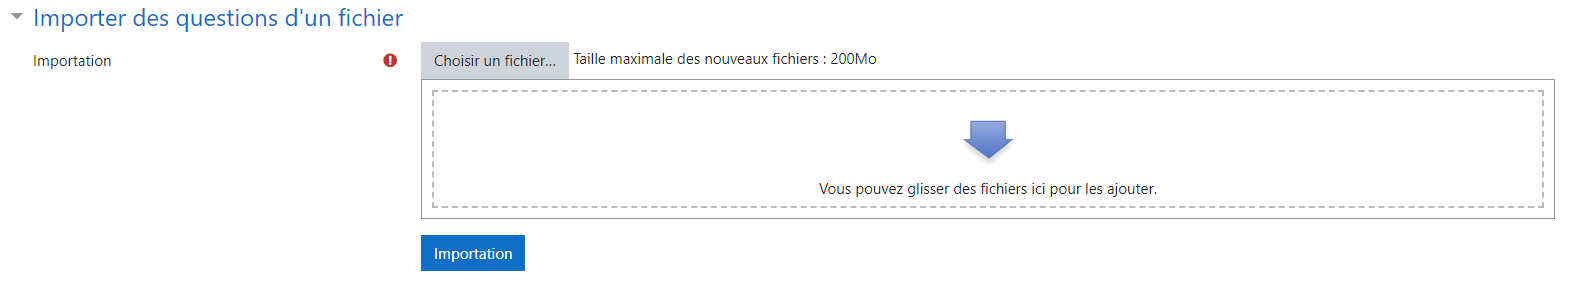 Importer des questions d'un fichier
Importation
Choisir un fichier...
Taille maximale des nouveaux fichiers : 200Mo
Vous pouvez glisser des fichiers ici pour les ajouter.
Importation